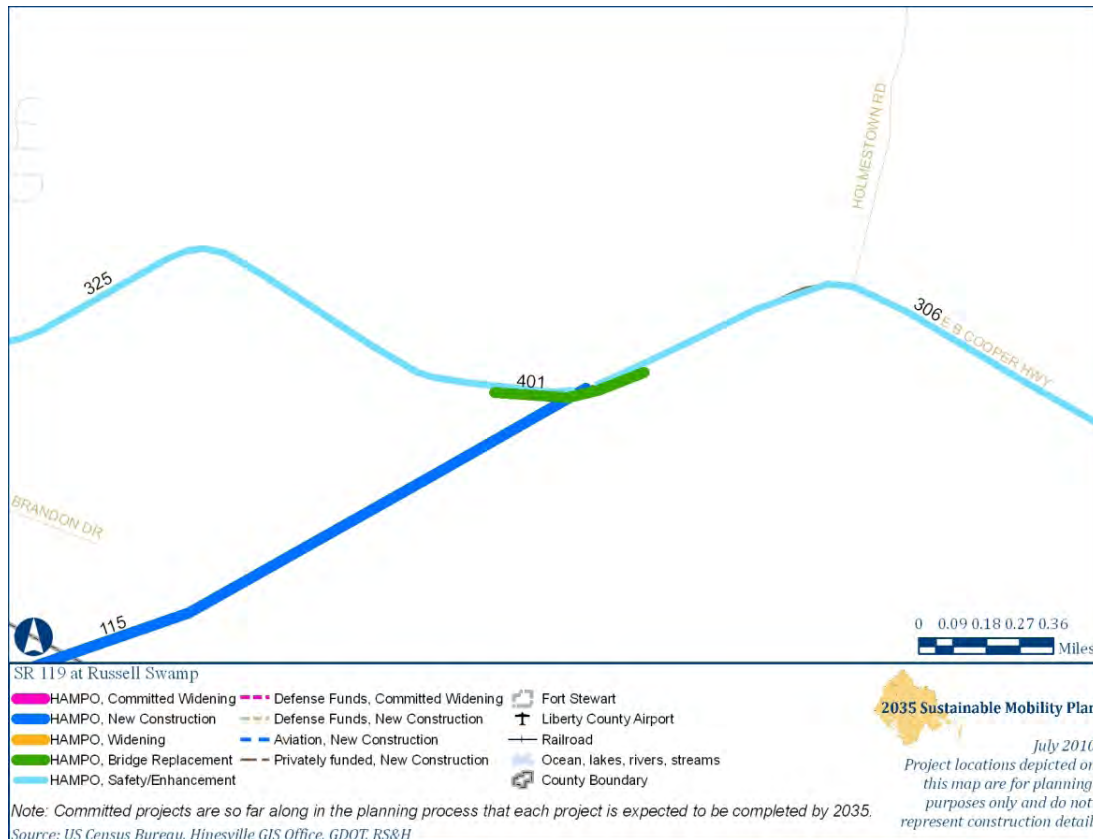 HOLMESTOWN RD
325
306
E B COOPER HWY
401
BRANDON DR
115
0 0.09 0.18 0.27 0.36
Miles
SR 119 at Russell Swamp
HAMPO, Committed Widening
HAMPO, New Construction
HAMPO, Widening
HAMPO, Bridge Replacement
HAMPO, Safety/Enhancement
Defense Funds, Committed Widening
Defense Funds, New Construction
Aviation, New Construction
Privately funded, New Construction
Fort Stewart
Liberty County Airport
Railroad
Ocean, lakes, rivers, streams
County Boundary
2035 Sustainable Mobility Plan
July 2010
Project locations depicted on
this map are for planning
purposes only and do not
represent construction detail
Note: Committed projects are so far along in the planning process that each project is expected to be completed by 2035.
Source: US Census Bureau, Hinesville GIS Office, GDOT, RS&H